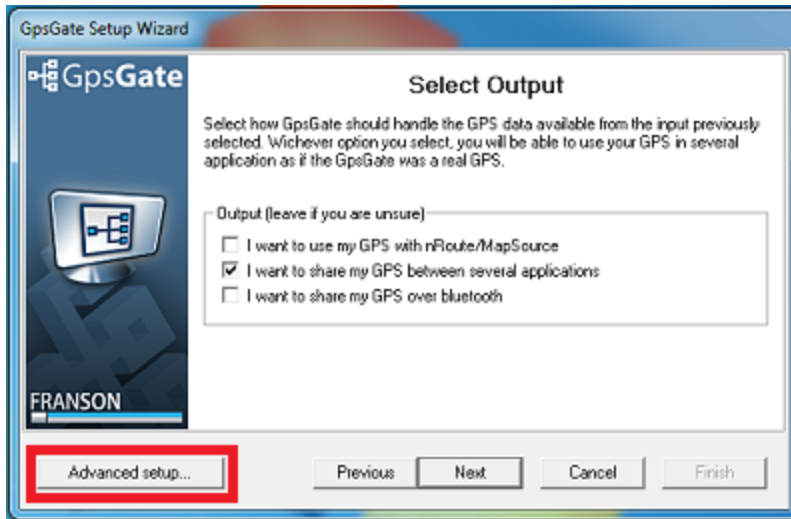 GpsGate Setup Wizard
GpsGate
Select Output
Select how GpsGate should handle the GPS data available from the input previously
selected. Wichever option you select, you will be able to use your GPS in several
application as if the GpsGate was a real GPS.
Output (leave if you are unsure)
I want to use my GPS with nRoute/MapSource
I want to share my GPS between several applications
I want to share my GPS over bluetooth
FRANSON
Advanced setup...
Previous
Next
Cancel
Finish